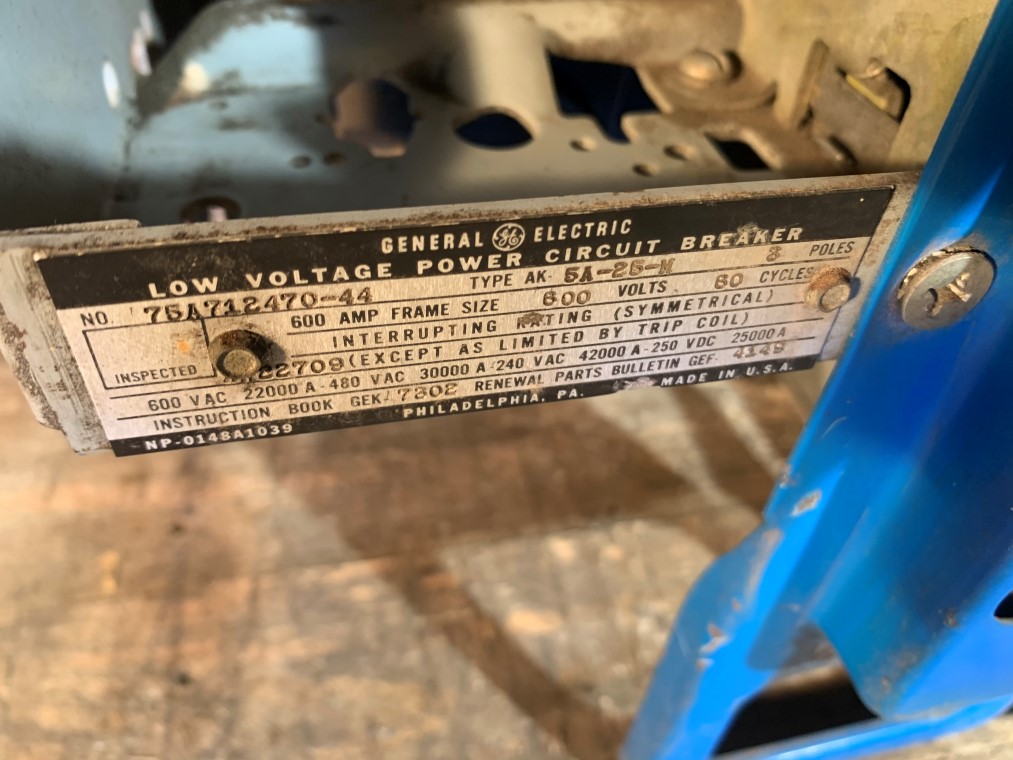 GENERAL GE ELECTRIC
LOW VOLTAGE POWER CIRCUIT BREAKER
NO. 75A712470-44 TYPE AK- 5A-25-M 3 POLES
600 AMP FRAME SIZE 600 VOLTS 60 CYCLES
INTERRUPTING RATING (SYMMETRICAL)
INSPECTED 22709 (EXCEPT AS LIMITED BY TRIP COIL)
600 VAC 22000 A-480 VAC 30000 A-240 VAC 42000 A-250 VDC 25000 A
INSTRUCTION BOOK GEK- 7302 RENEWAL PARTS BULLETIN GEF- 4149
NP-0148A1039 PHILADELPHIA, PA. MADE IN U.S.A.